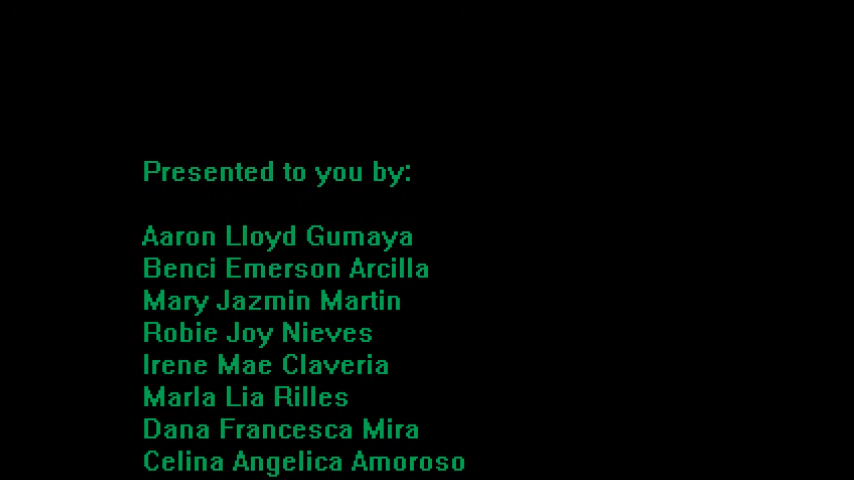 Presented to you by:
Aaron Lloyd Gumaya
Benci Emerson Arcilla
Mary Jazmin Martin
Robie Joy Nieves
Irene Mae Claveria
Marla Lia Rilles
Dana Francesca Mira
Celina Angelica Amoroso